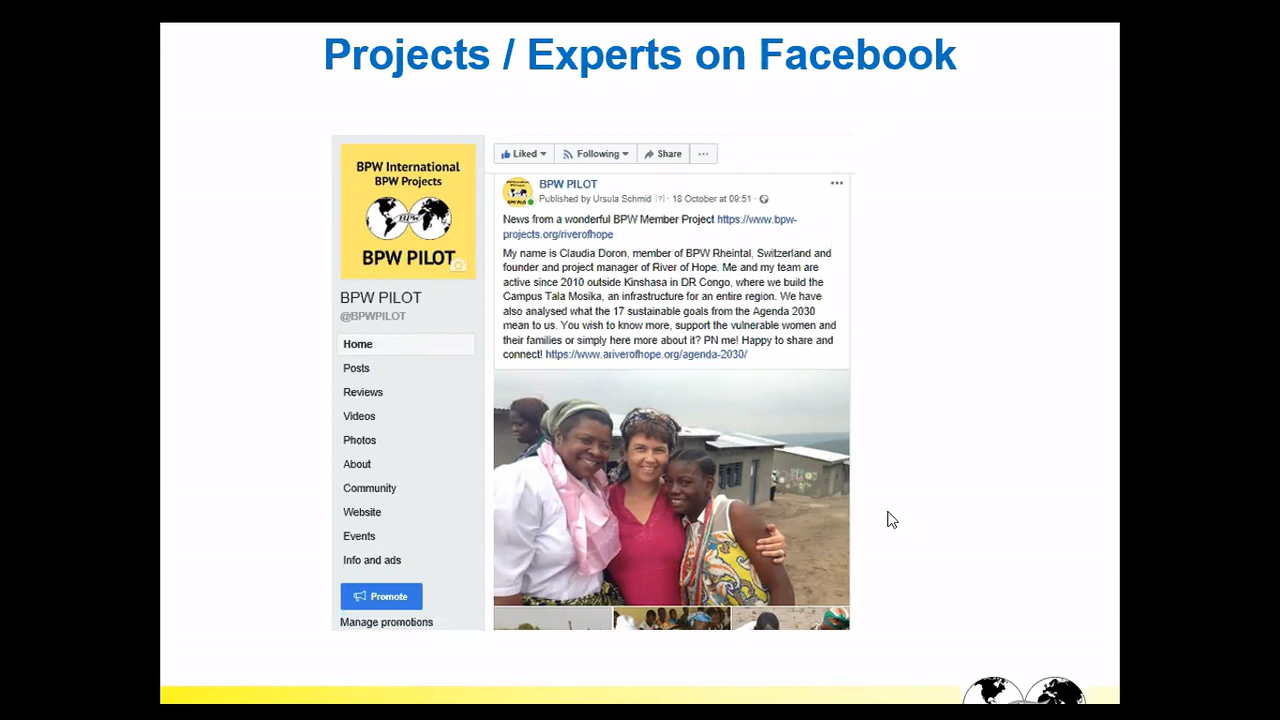 Projects / Experts on Facebook
BPW International
BPW Projects
BPW
BPW PILOT
BPW PILOT
@BPWPILOT
Home
Posts
Reviews
Videos
Photos
About
Community
Website
Events
Info and ads
Promote
Manage promotions
Liked
Following
Share
BPW PILOT
Published by Ursula Schmid [?] · 18 October at 09:51 ·
News from a wonderful BPW Member Project https://www.bpw-
projects.org/riverofhope
My name is Claudia Doron, member of BPW Rheintal, Switzerland and
founder and project manager of River of Hope. Me and my team are
active since 2010 outside Kinshasa in DR Congo, where we build the
Campus Tala Mosika, an infrastructure for an entire region. We have
also analysed what the 17 sustainable goals from the Agenda 2030
mean to us. You wish to know more, support the vulnerable women and
their families or simply here more about it? PN me! Happy to share and
connect! https://www.ariverofhope.org/agenda-2030/